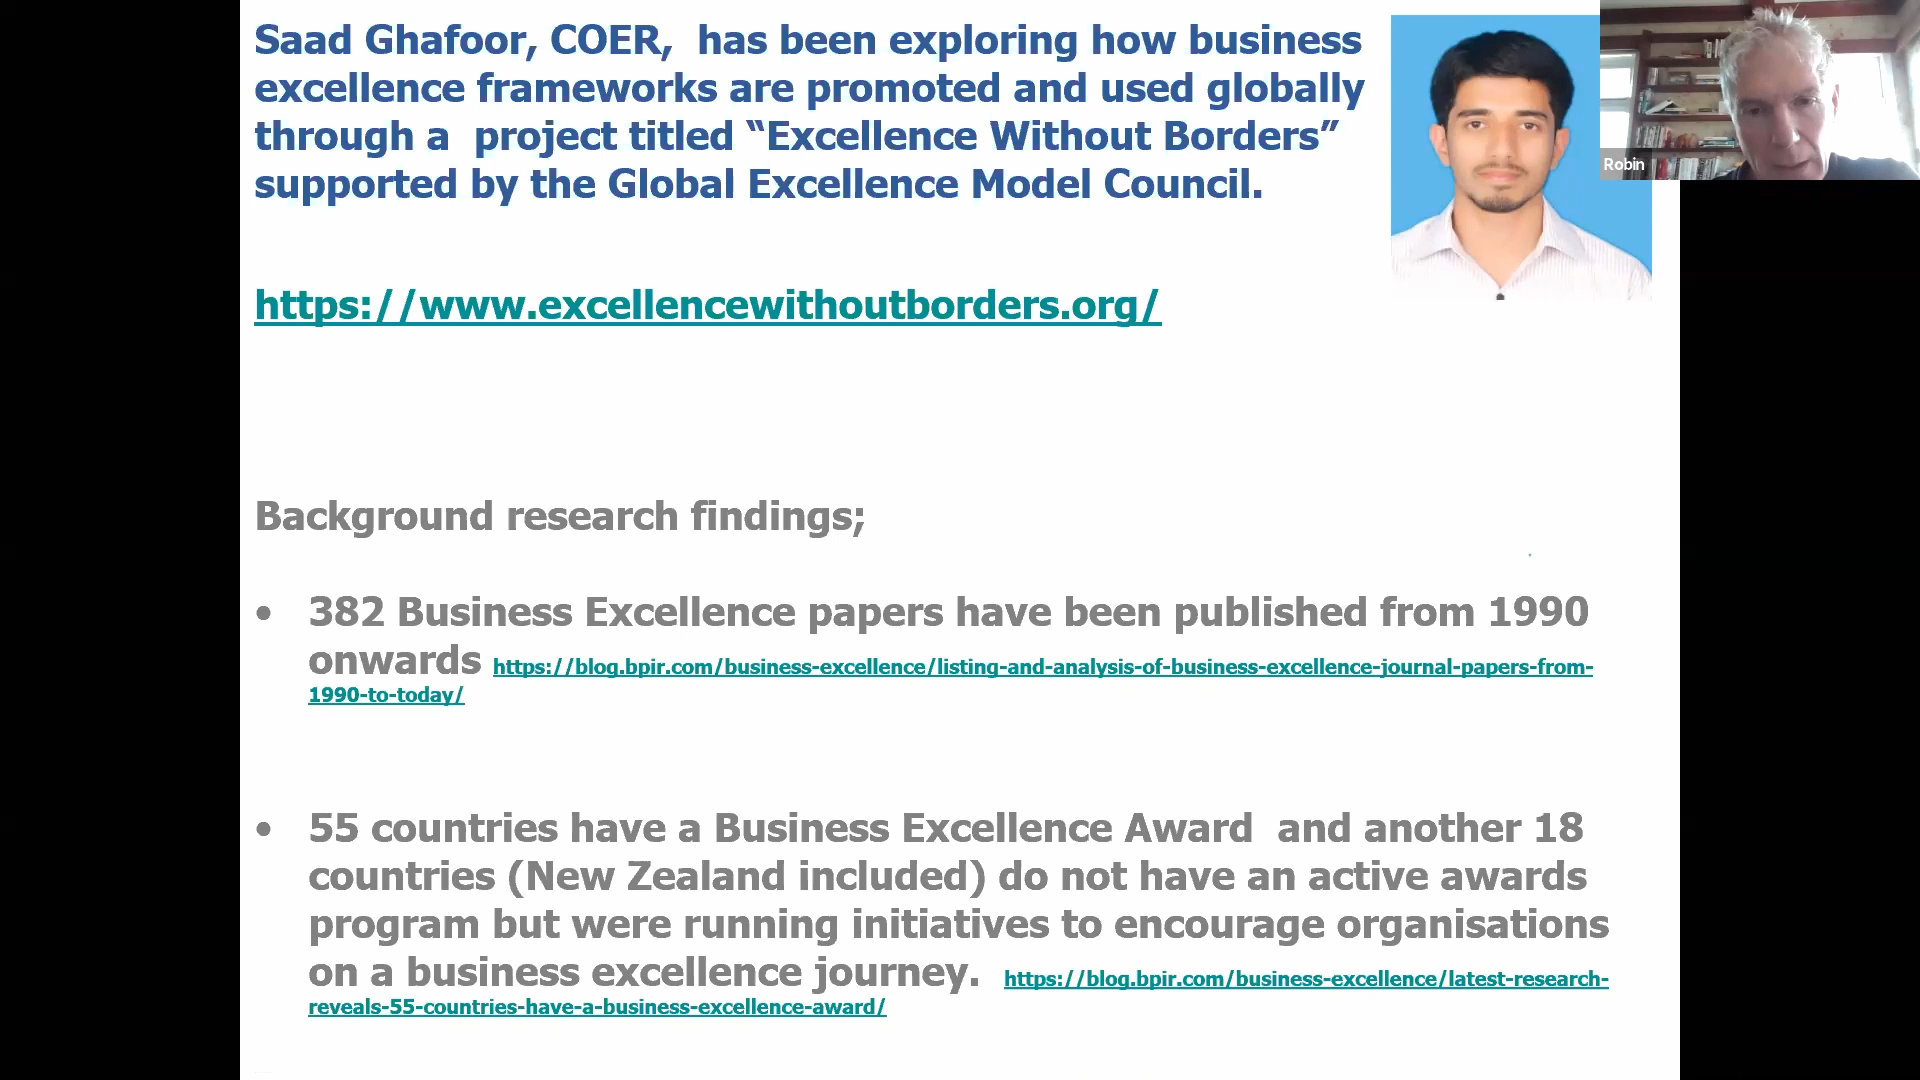 Saad Ghafoor, COER,  has been exploring how business
excellence frameworks are promoted and used globally
through a  project titled “Excellence Without Borders”
supported by the Global Excellence Model Council.
Robin
https://www.excellencewithoutborders.org/
Background research findings;
• 382 Business Excellence papers have been published from 1990
onwards https://blog.bpir.com/business-excellence/listing-and-analysis-of-business-excellence-journal-papers-from-
1990-to-today/
• 55 countries have a Business Excellence Award  and another 18
countries (New Zealand included) do not have an active awards
program but were running initiatives to encourage organisations
on a business excellence journey.  https://blog.bpir.com/business-excellence/latest-research-
reveals-55-countries-have-a-business-excellence-award/